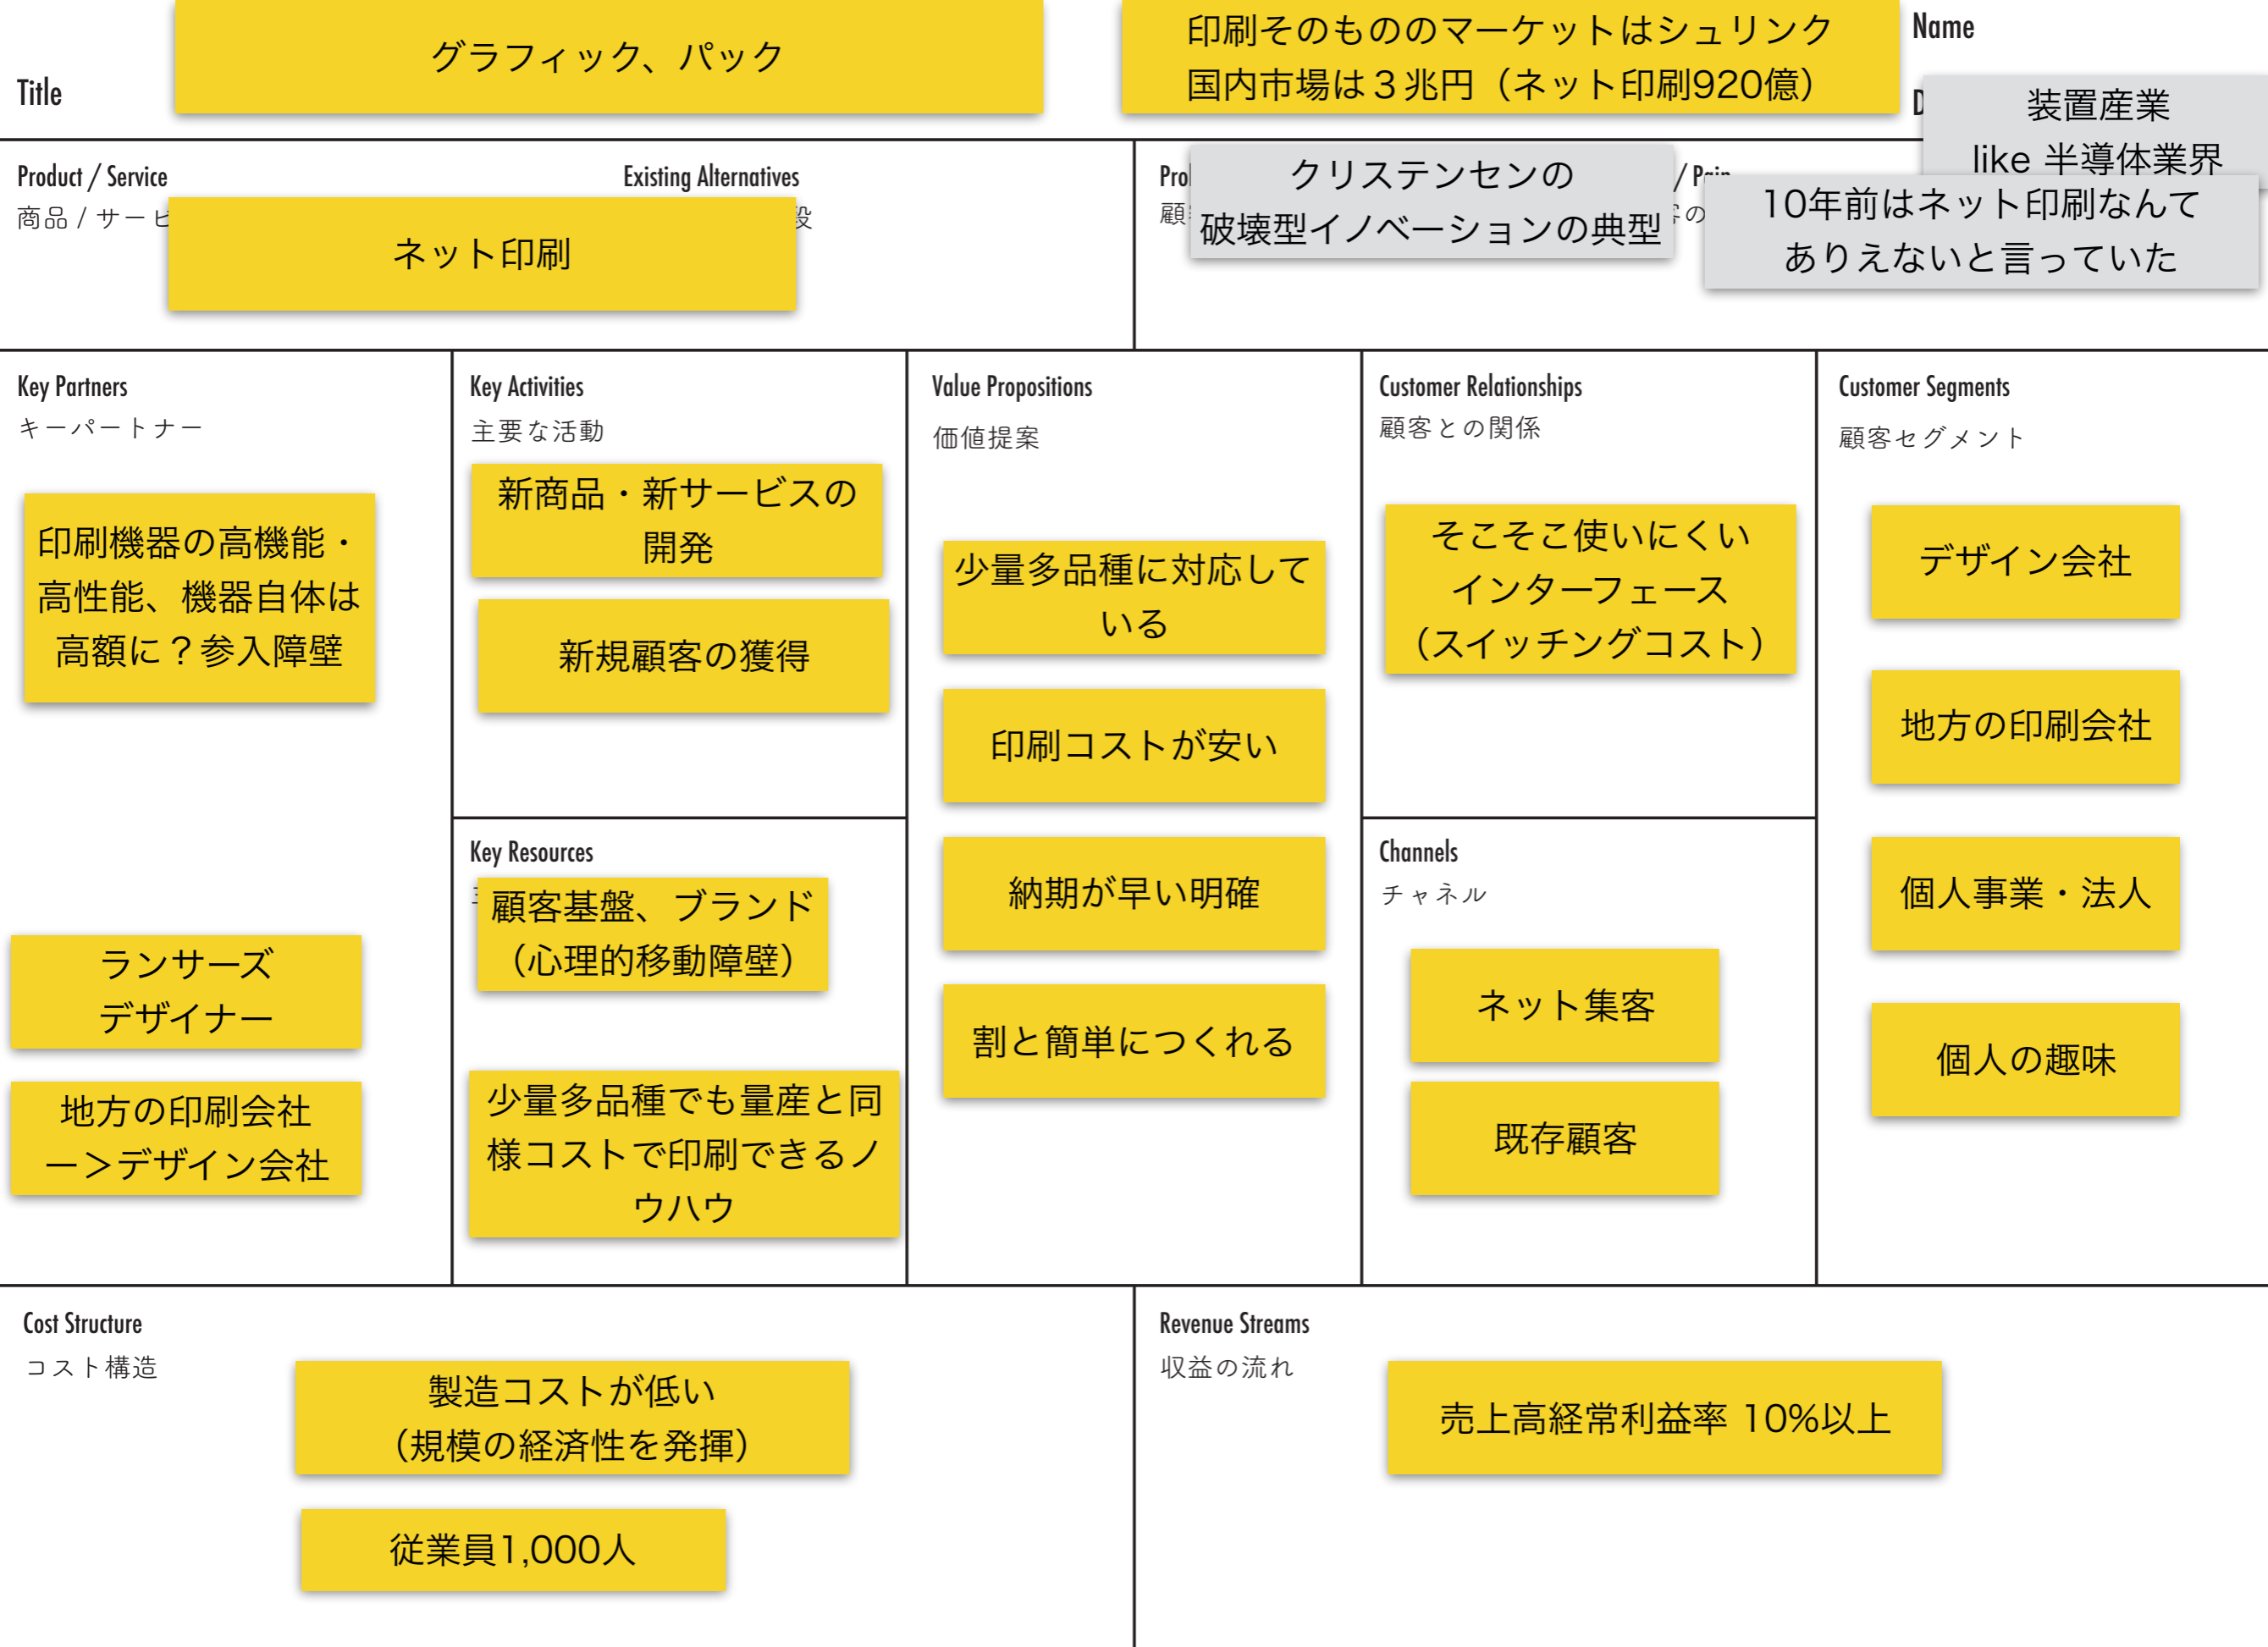 Title
グラフィック、パック
印刷そのもののマーケットはシュリンク
国内市場は３兆円（ネット印刷920億）
Name
装置産業
like 半導体業界
Product / Service
商品 / サービ
Existing Alternatives
段
ネット印刷
クリステンセンの
破壊型イノベーションの典型
10年前はネット印刷なんて
ありえないと言っていた
Key Partners
キーパートナー
印刷機器の高機能・
高性能、機器自体は
高額に？参入障壁
ランサーズ
デザイナー
地方の印刷会社
ー＞デザイン会社
Key Activities
主要な活動
新商品・新サービスの
開発
新規顧客の獲得
Key Resources
顧客基盤、ブランド
（心理的移動障壁）
少量多品種でも量産と同
様コストで印刷できるノ
ウハウ
Value Propositions
価値提案
少量多品種に対応して
いる
印刷コストが安い
納期が早い明確
割と簡単につくれる
Customer Relationships
顧客との関係
そこそこ使いにくい
インターフェース
（スイッチングコスト）
Channels
チャネル
ネット集客
既存顧客
Customer Segments
顧客セグメント
デザイン会社
地方の印刷会社
個人事業・法人
個人の趣味
Cost Structure
コスト構造
製造コストが低い
（規模の経済性を発揮）
従業員1,000人
Revenue Streams
収益の流れ
売上高経常利益率 10%以上